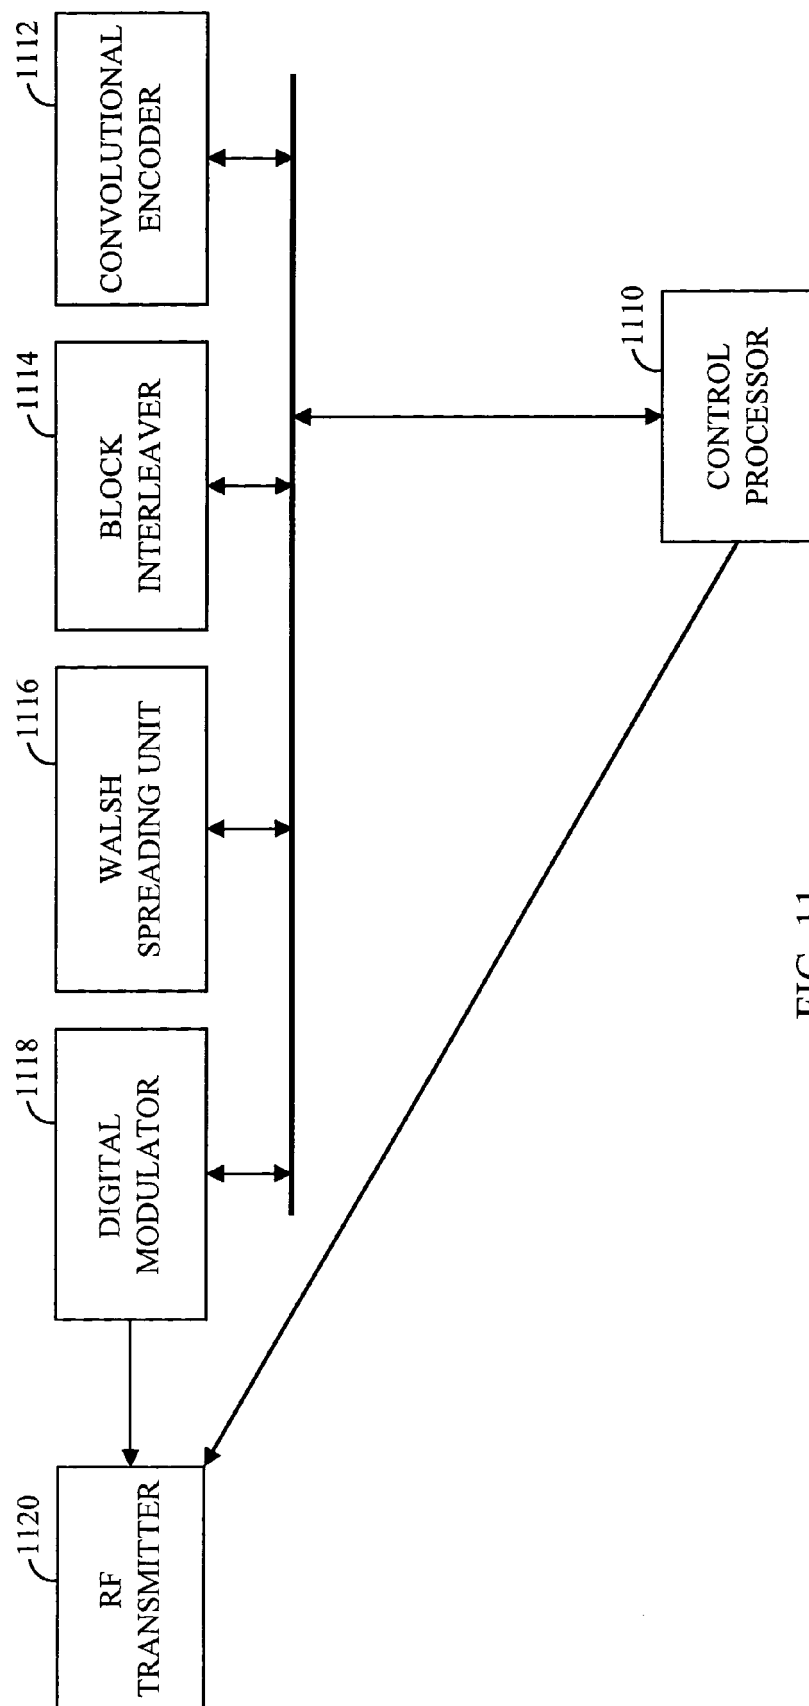 1120
RF
TRANSMITTER
1118
DIGITAL
MODULATOR
1116
WALSH
SPREADING UNIT
1114
BLOCK
INTERLEAVER
1112
CONVOLUTIONAL
ENCODER
1110
CONTROL
PROCESSOR
FIG. 11